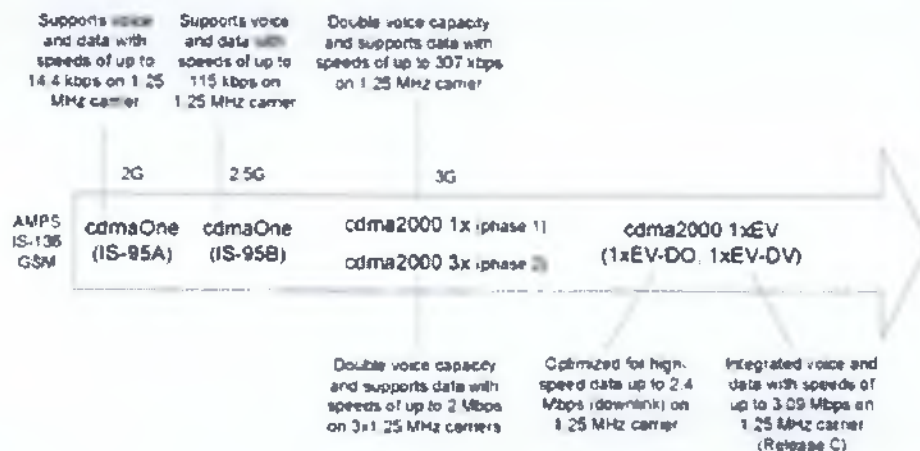 Supports voice
and data with
speeds of up to
14.4 kbps on 1.25
MHz carrier
Supports voice
and data with
speeds of up to
115 kbps on
1.25 MHz carrier
Double voice capacity
and supports data with
speeds of up to 307 kbps
on 1.25 MHz carrier
2G
2.5G
3G
AMPS
IS-136
GSM
cdmaOne
(IS-95A)
cdmaOne
(IS-95B)
cdma2000 1x (phase 1)
cdma2000 3x (phase 2)
cdma2000 1xEV
(1xEV-DO, 1xEV-DV)
Double voice capacity
and supports data with
speeds of up to 2 Mbps
on 3x1.25 MHz carriers
Optimized for high-
speed data up to 2.4
Mbps (downlink) on
1.25 MHz carrier
Integrated voice and
data with speeds of
up to 3.09 Mbps on
1.25 MHz carrier
(Release C)